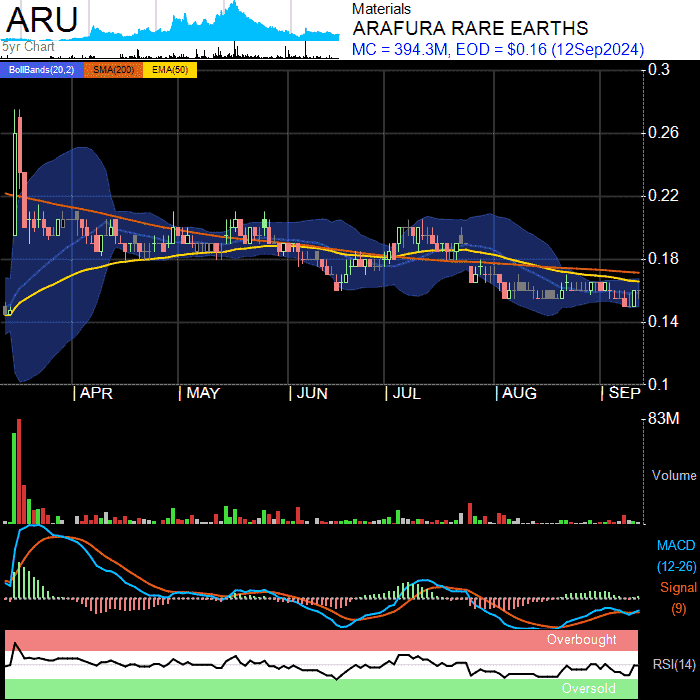 ARU
5yr Chart
Materials
ARAFURA RARE EARTHS
MC = 394.3M, EOD = $0.16 (12Sep2024)
BollBands(20,2) SMA(200) EMA(50)
0.3
0.26
0.22
0.18
0.14
0.1
APR MAY JUN JUL AUG SEP
83M
Volume
MACD
(12-26)
Signal
(9)
Overbought
RSI(14)
Oversold